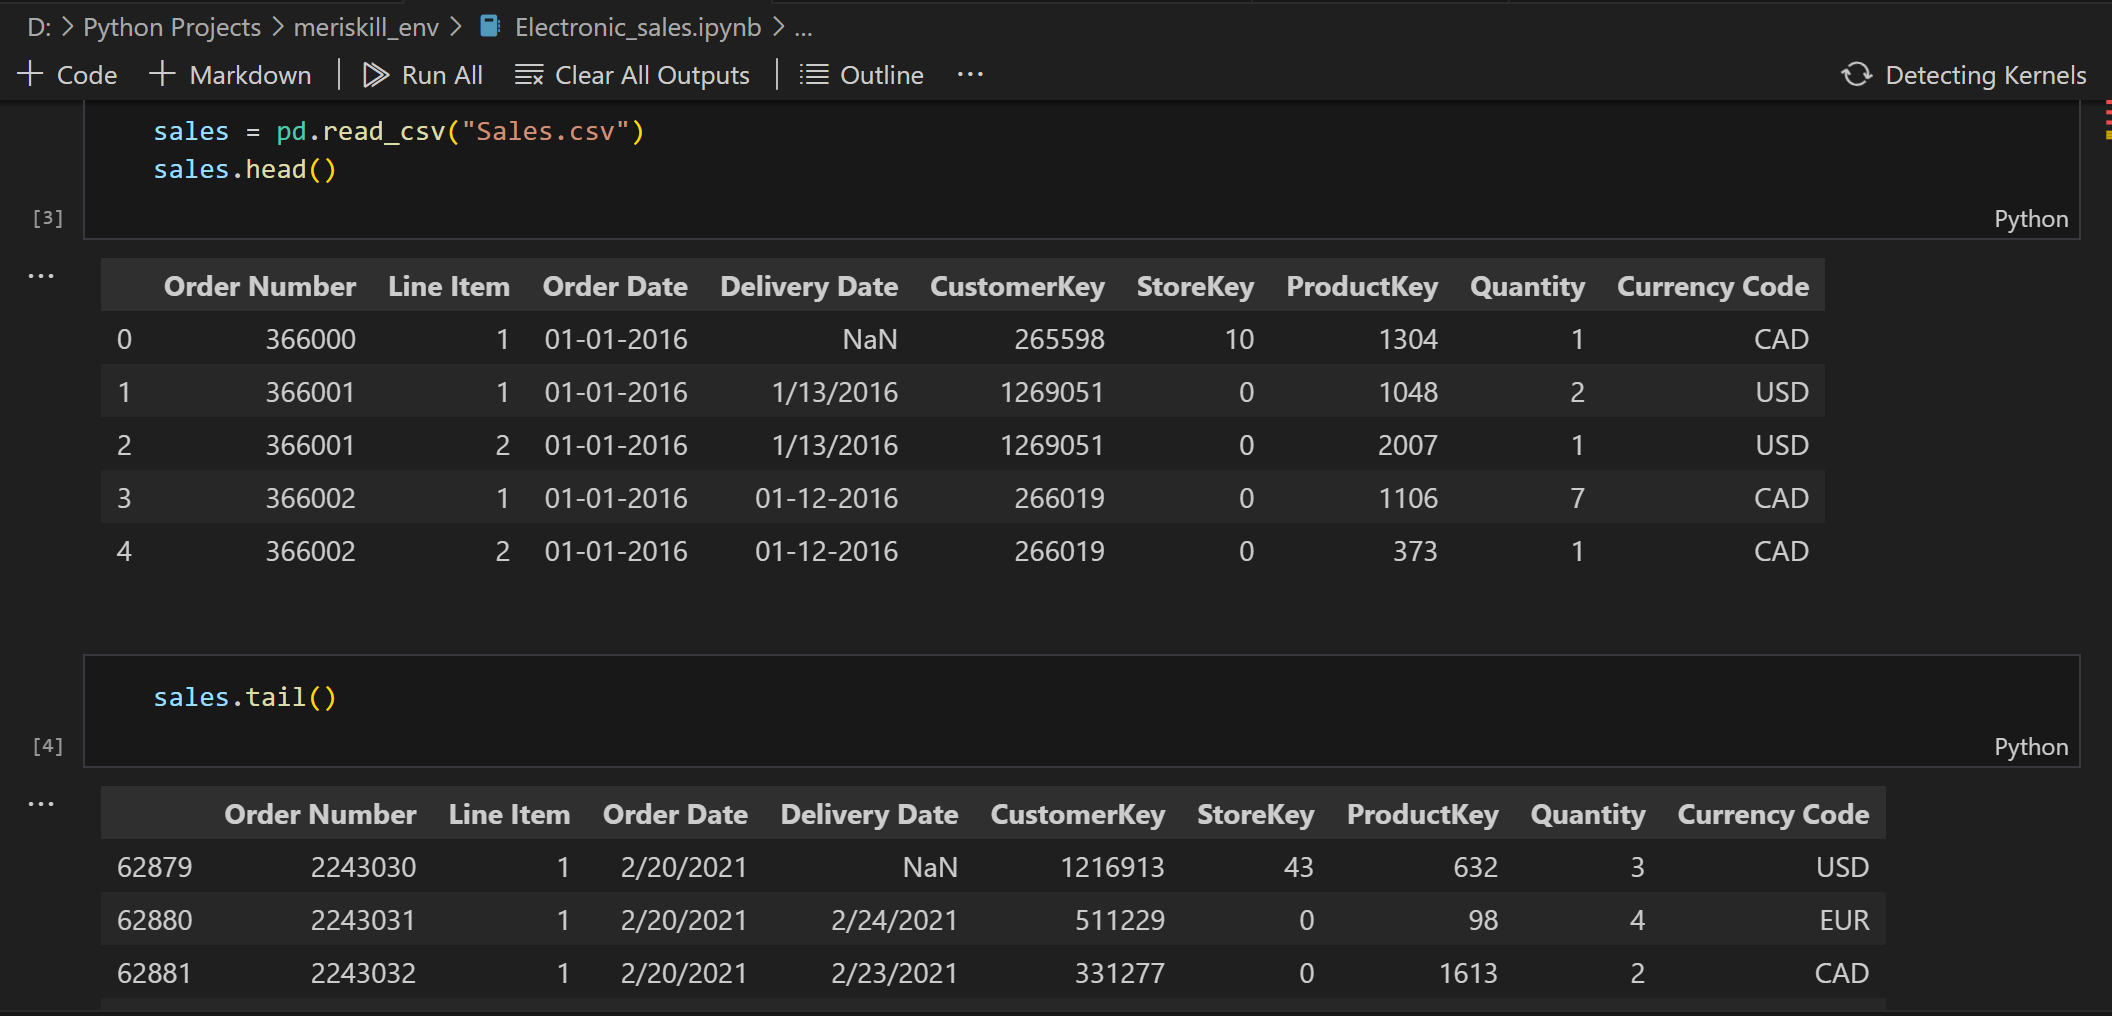 D: > Python Projects > meriskill_env > Electronic_sales.ipynb > ...
+ Code + Markdown | Run All Clear All Outputs | Outline ... Detecting Kernels
sales = pd.read_csv("Sales.csv")
sales.head()
[3] Python
...
Order Number Line Item Order Date Delivery Date CustomerKey StoreKey ProductKey Quantity Currency Code
0 366000 1 01-01-2016 NaN 265598 10 1304 1 CAD
1 366001 1 01-01-2016 1/13/2016 1269051 0 1048 2 USD
2 366001 2 01-01-2016 1/13/2016 1269051 0 2007 1 USD
3 366002 1 01-01-2016 01-12-2016 266019 0 1106 7 CAD
4 366002 2 01-01-2016 01-12-2016 266019 0 373 1 CAD
sales.tail()
[4] Python
...
Order Number Line Item Order Date Delivery Date CustomerKey StoreKey ProductKey Quantity Currency Code
62879 2243030 1 2/20/2021 NaN 1216913 43 632 3 USD
62880 2243031 1 2/20/2021 2/24/2021 511229 0 98 4 EUR
62881 2243032 1 2/20/2021 2/23/2021 331277 0 1613 2 CAD